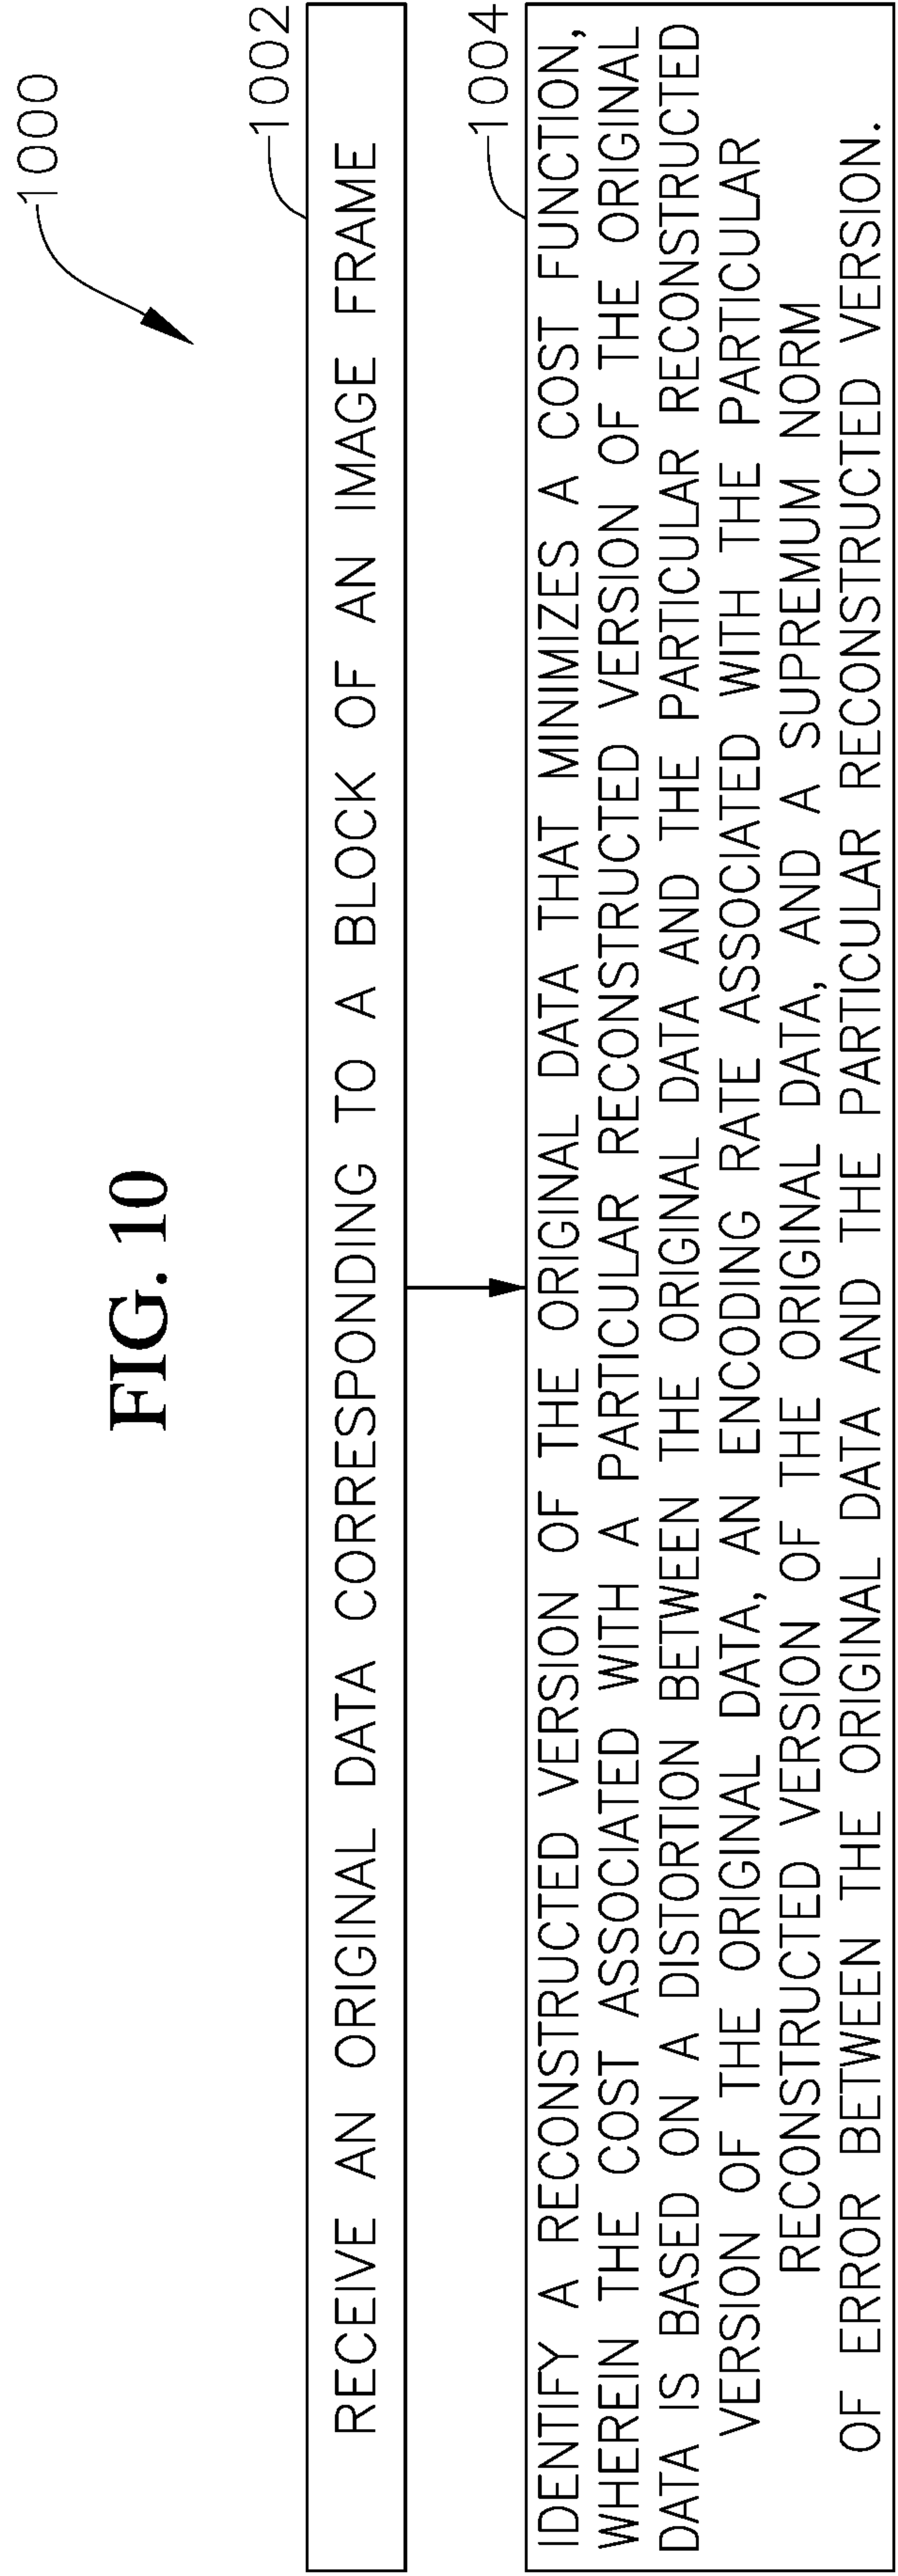 FIG. 10
1000
1002
RECEIVE AN ORIGINAL DATA CORRESPONDING TO A BLOCK OF AN IMAGE FRAME
1004
IDENTIFY A RECONSTRUCTED VERSION OF THE ORIGINAL DATA THAT MINIMIZES A COST FUNCTION,
WHEREIN THE COST ASSOCIATED WITH A PARTICULAR RECONSTRUCTED VERSION OF THE ORIGINAL
DATA IS BASED ON A DISTORTION BETWEEN THE ORIGINAL DATA AND THE PARTICULAR RECONSTRUCTED
VERSION OF THE ORIGINAL DATA, AN ENCODING RATE ASSOCIATED WITH THE PARTICULAR
RECONSTRUCTED VERSION OF THE ORIGINAL DATA, AND A SUPREMUM NORM
OF ERROR BETWEEN THE ORIGINAL DATA AND THE PARTICULAR RECONSTRUCTED VERSION.